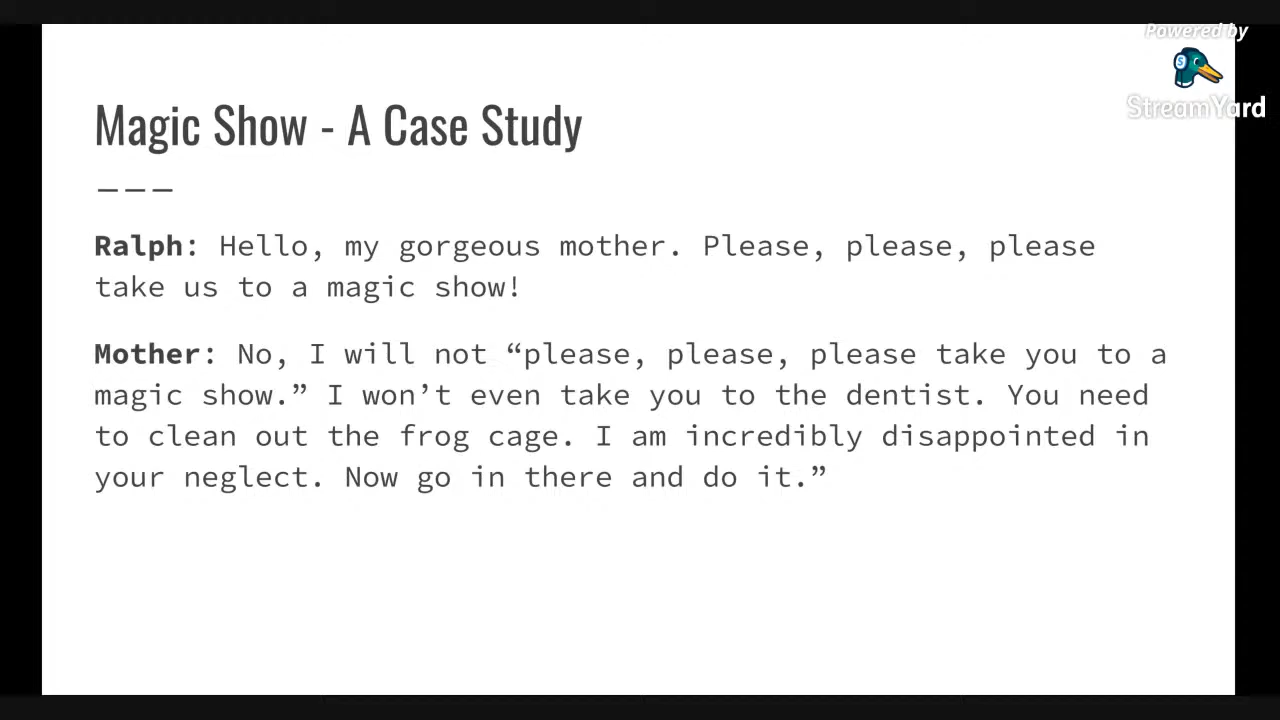 Powered by
StreamYard
Magic Show - A Case Study
———
Ralph: Hello, my gorgeous mother. Please, please, please
take us to a magic show!
Mother: No, I will not “please, please, please take you to a
magic show.” I won’t even take you to the dentist. You need
to clean out the frog cage. I am incredibly disappointed in
your neglect. Now go in there and do it.”